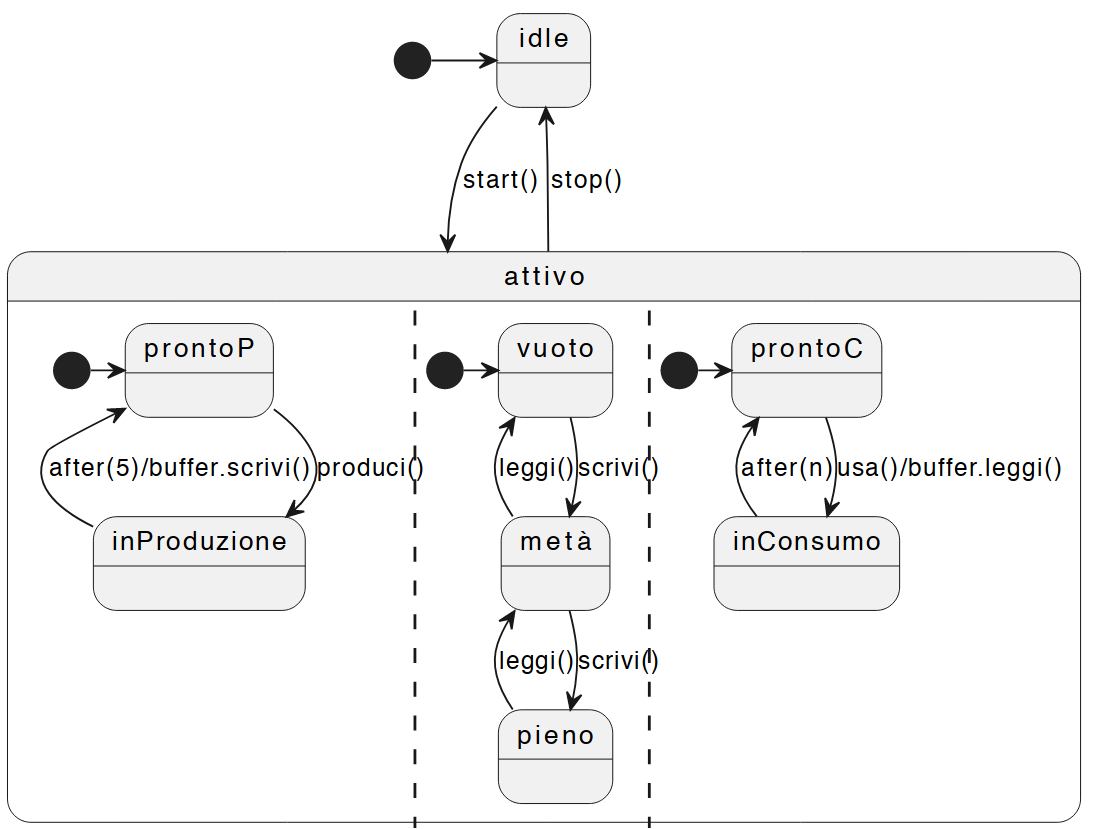 idle
start()
stop()
attivo
prontoP
vuoto
prontoC
after(5)/buffer.scrivi()
produci()
leggi()
scrivi()
after(n)
usa()/buffer.leggi()
inProduzione
metà
inConsumo
leggi()
scrivi()
pieno